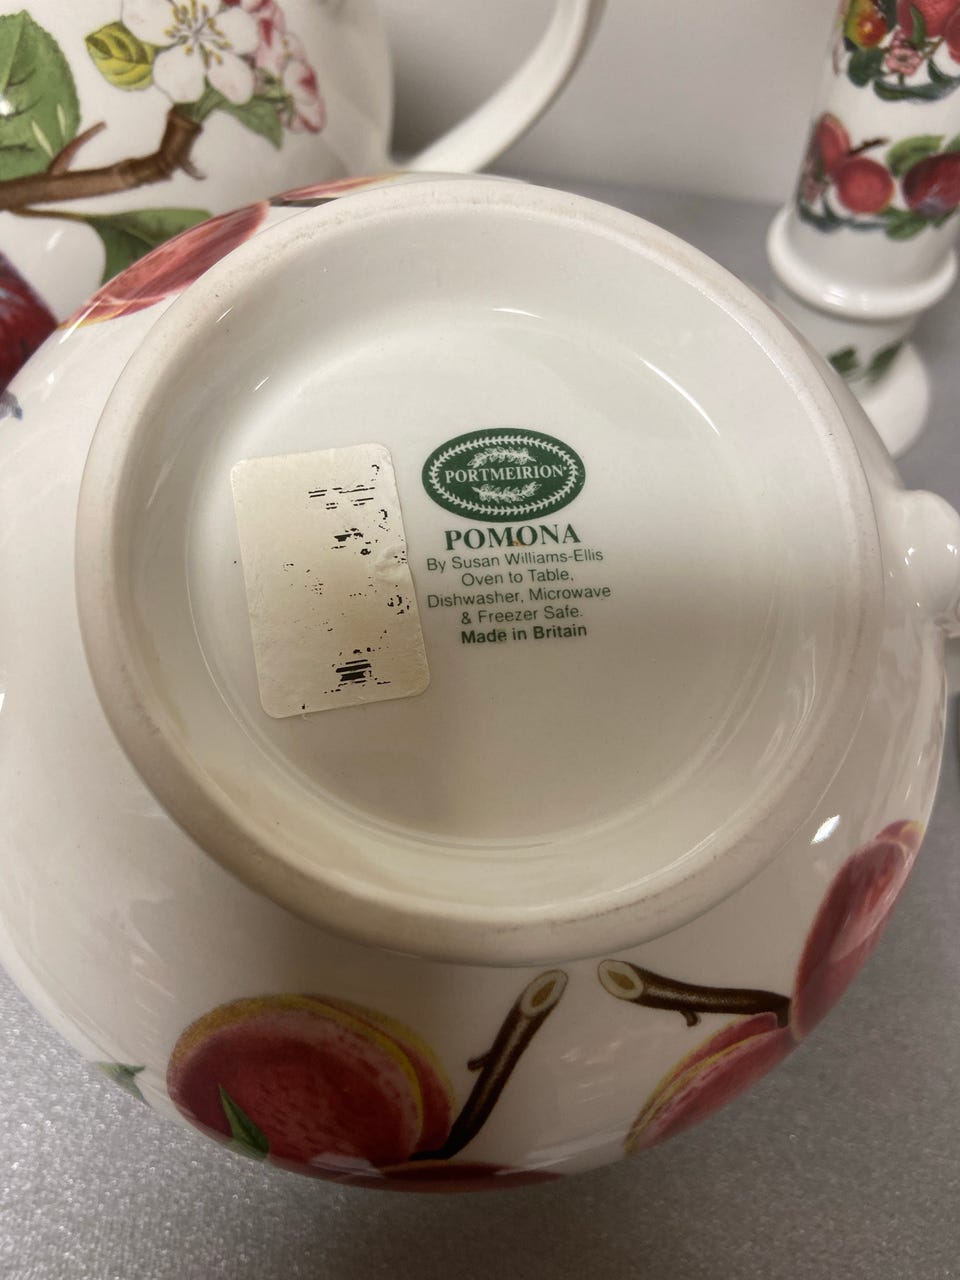 PORTMEIRION®
POMONA
By Susan Williams-Ellis
Oven to Table,
Dishwasher, Microwave
& Freezer Safe.
Made in Britain